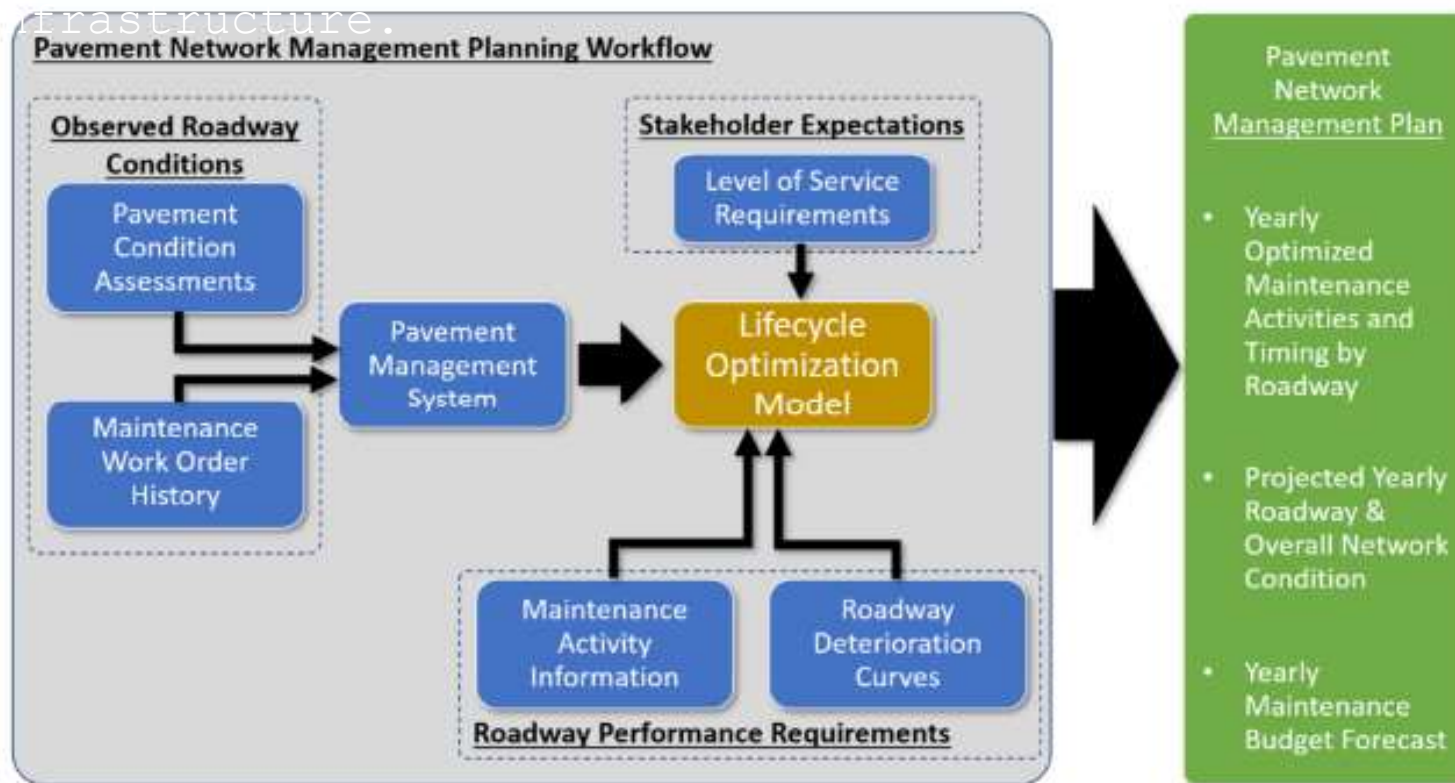 nfrastructure.
Pavement Network Management Planning Workflow
Observed Roadway
Conditions
Pavement
Condition
Assessments
Maintenance
Work Order
History
Pavement
Management
System
Stakeholder Expectations
Level of Service
Requirements
Lifecycle
Optimization
Model
Maintenance
Activity
Information
Roadway
Deterioration
Curves
Roadway Performance Requirements
Pavement
Network
Management Plan
• Yearly
Optimized
Maintenance
Activities and
Timing by
Roadway
• Projected Yearly
Roadway &
Overall Network
Condition
• Yearly
Maintenance
Budget Forecast